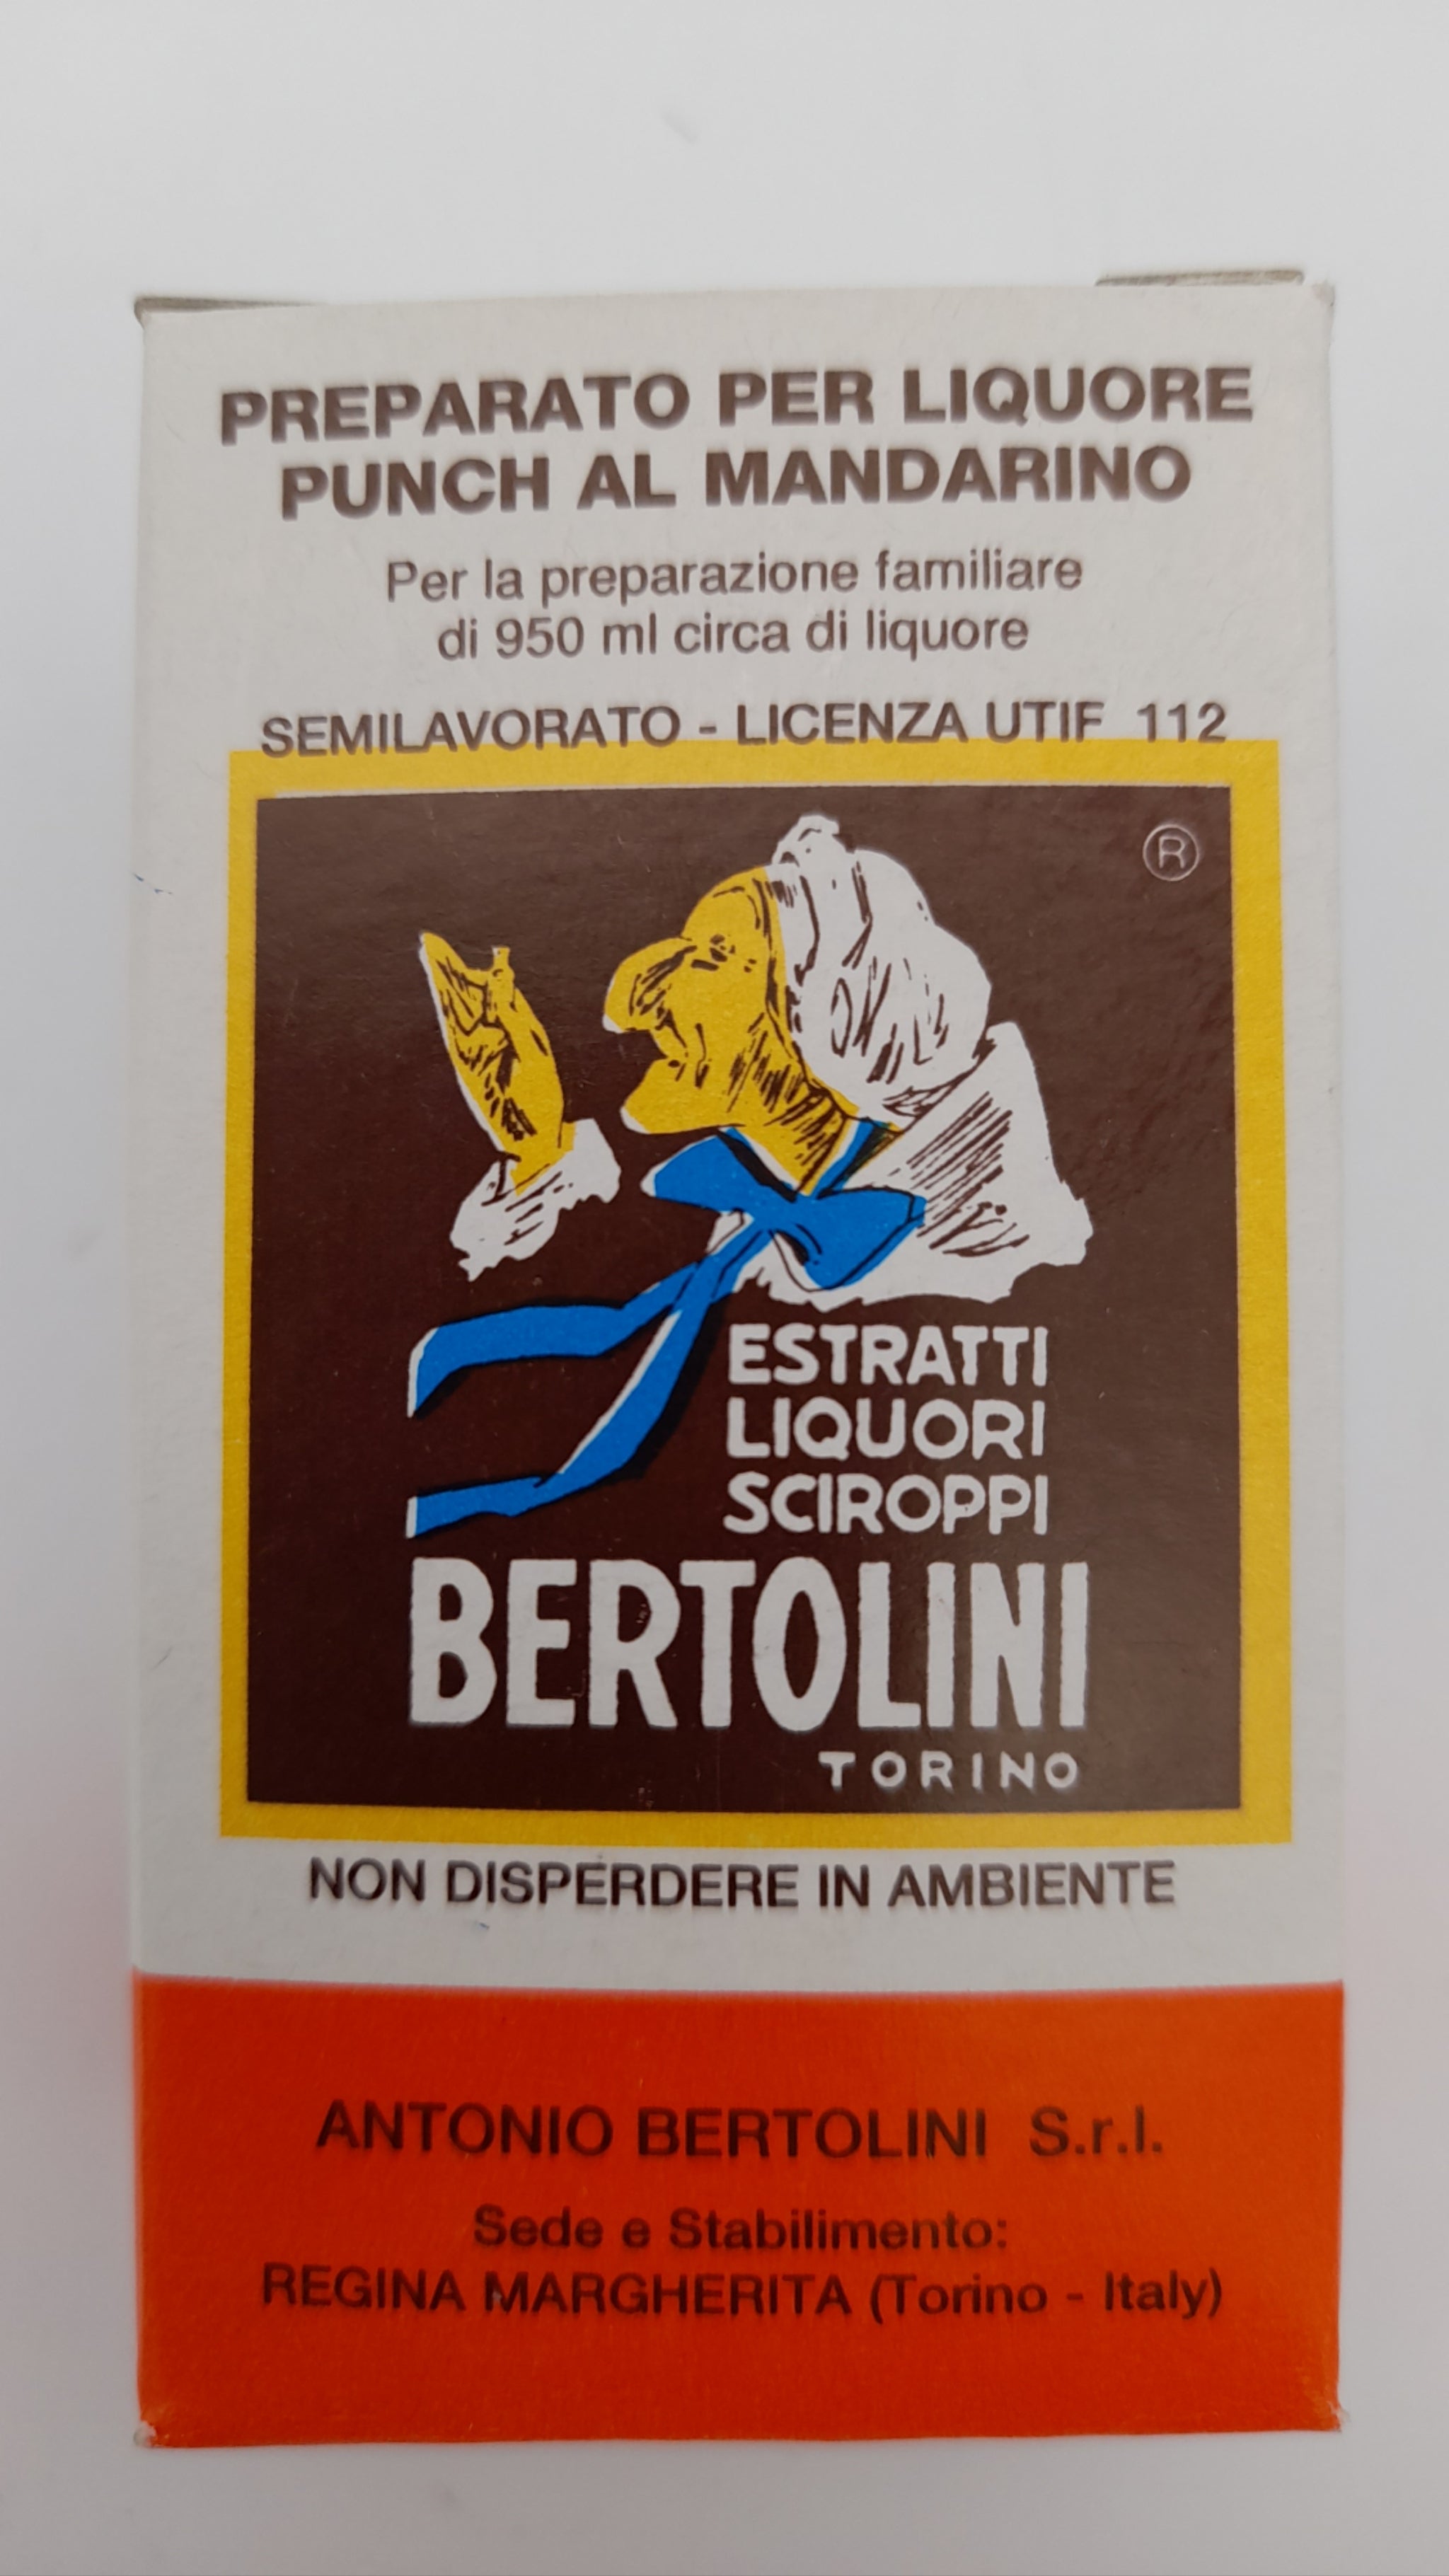 PREPARATO PER LIQUORE
PUNCH AL MANDARINO
Per la preparazione familiare
di 950 ml circa di liquore
SEMILAVORATO - LICENZA UTIF 112
®
ESTRATTI
LIQUORI
SCIROPPI
BERTOLINI
TORINO
NON DISPERDERE IN AMBIENTE
ANTONIO BERTOLINI S.r.l.
Sede e Stabilimento:
REGINA MARGHERITA (Torino - Italy)